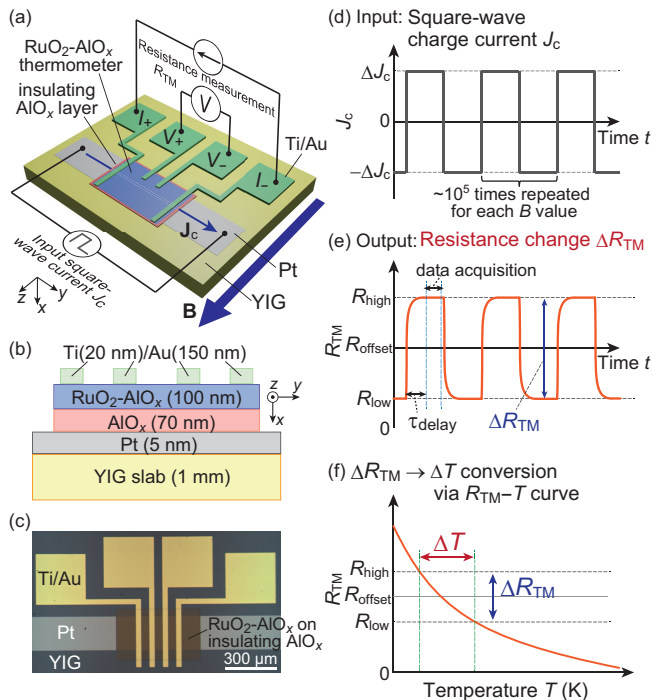 (a)
RuO2-AlOx
thermometer
insulating
AlOx layer
Resistance measurement
RTM
V
I+
V+
V−
I−
Ti/Au
Jc
Input square-
wave current Jc
Pt
YIG
B
z
x
y
(b)
Ti(20 nm)/Au(150 nm)
RuO2-AlOx (100 nm)
AlOx (70 nm)
Pt (5 nm)
YIG slab (1 mm)
z
y
x
(c)
Ti/Au
Pt
YIG
RuO2-AlOx on
insulating AlOx
300 μm
(d) Input: Square-wave
charge current Jc
ΔJc
Jc
0
Time t
−ΔJc
~10^5 times repeated
for each B value
(e) Output: Resistance change ΔRTM
data acquisition
Rhigh
RTM
Roffset
Time t
Rlow
0
τdelay
ΔRTM
(f) ΔRTM → ΔT conversion
via RTM–T curve
ΔT
Rhigh
RTM
Roffset
ΔRTM
Rlow
0
Temperature T (K)